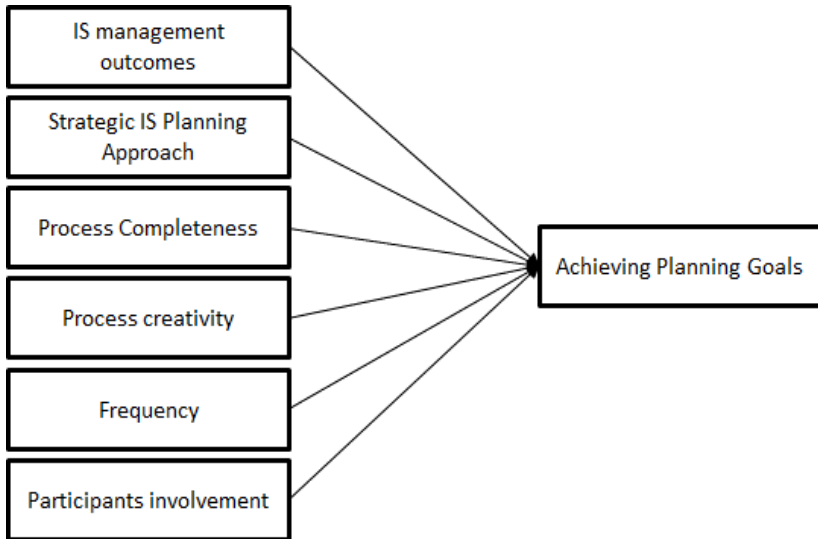 IS management
outcomes
Strategic IS Planning
Approach
Process Completeness
Achieving Planning Goals
Process creativity
Frequency
Participants involvement